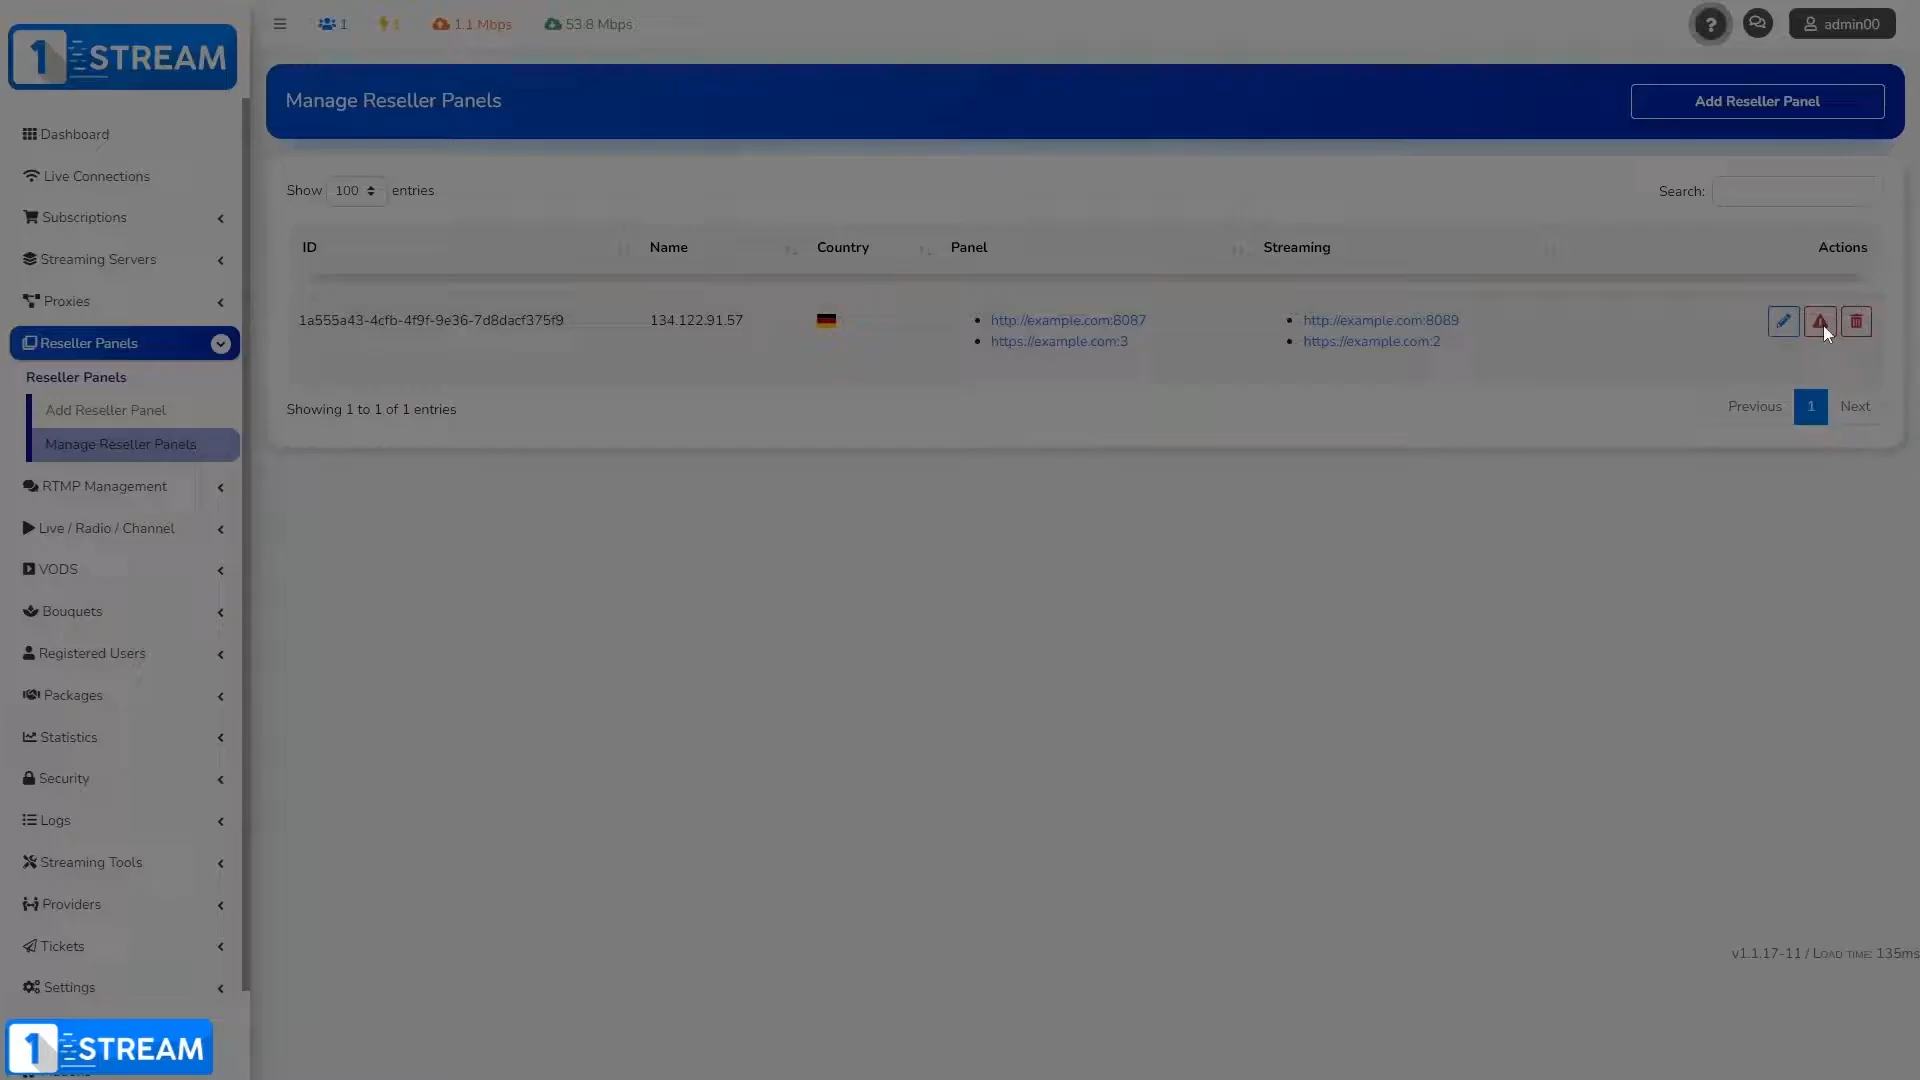 1 STREAM
1
1
1.1 Mbps
53.8 Mbps
?
admin00
Manage Reseller Panels
Add Reseller Panel
Dashboard
Live Connections
Subscriptions
Streaming Servers
Proxies
Reseller Panels
Reseller Panels
Add Reseller Panel
Manage Reseller Panels
RTMP Management
Live / Radio / Channel
VODS
Bouquets
Registered Users
Packages
Statistics
Security
Logs
Streaming Tools
Providers
Tickets
Settings
Show 100 entries
Search:
ID Name Country Panel Streaming Actions
1a555a43-4cfb-4f9f-9e36-7d8dacf375f9 134.122.91.57 http://example.com:8087 http://example.com:8089
https://example.com:3 https://example.com:2
Showing 1 to 1 of 1 entries
Previous 1 Next
v1.1.17-11 / LOAD TIME: 135ms
1 STREAM